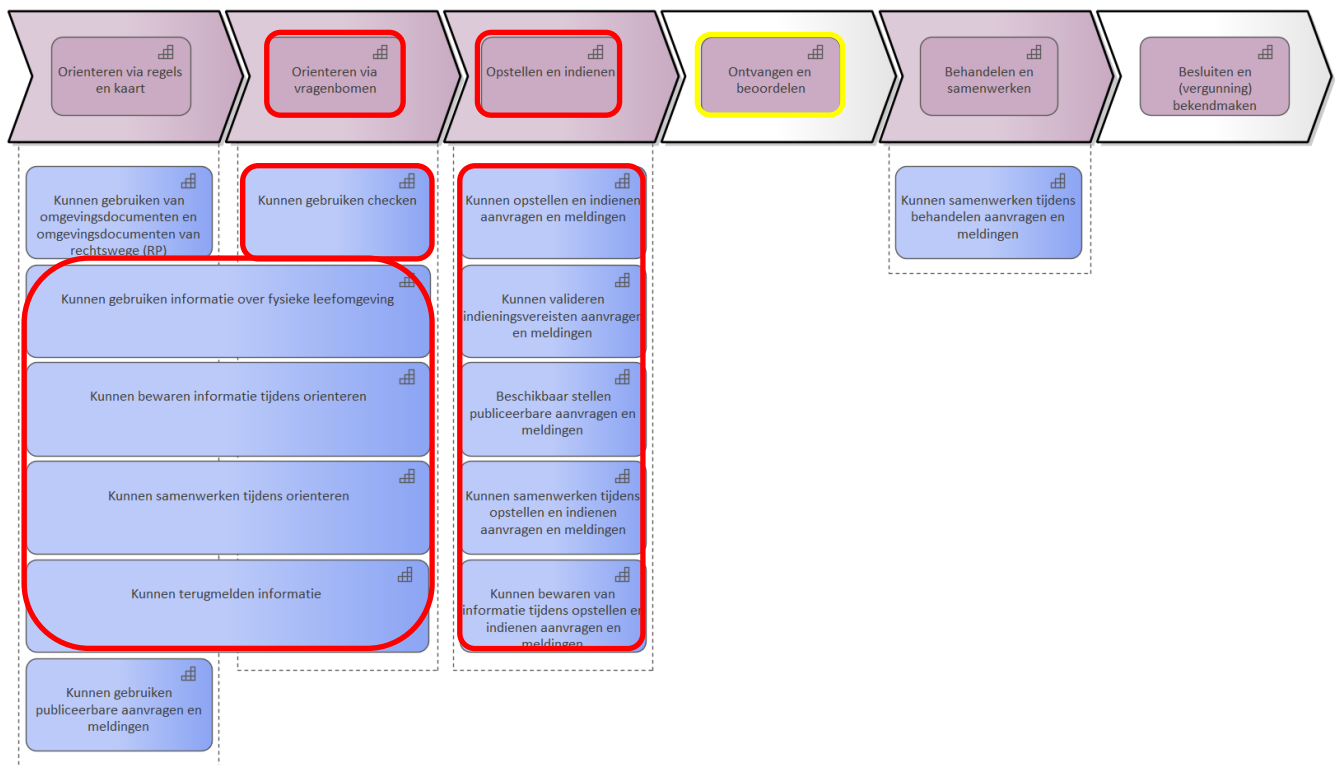 Orienteren via regels
en kaart
Orienteren via
vragenbomen
Opstellen en indienen
Ontvangen en
beoordelen
Behandelen en
samenwerken
Besluiten en
(vergunning)
bekendmaken
Kunnen gebruiken van
omgevingsdocumenten en
omgevingsdocumenten van
rechtswege (RP)
Kunnen gebruiken checken
Kunnen opstellen en indienen
aanvragen en meldingen
Kunnen samenwerken tijdens
behandelen aanvragen en
meldingen
Kunnen gebruiken informatie over fysieke leefomgeving
Kunnen valideren
indieningsvereisten aanvragen
en meldingen
Kunnen bewaren informatie tijdens orienteren
Beschikbaar stellen
publiceerbare aanvragen en
meldingen
Kunnen samenwerken tijdens orienteren
Kunnen samenwerken tijdens
opstellen en indienen
aanvragen en meldingen
Kunnen terugmelden informatie
Kunnen bewaren van
informatie tijdens opstellen en
indienen aanvragen en
meldingen
Kunnen gebruiken
publiceerbare aanvragen en
meldingen